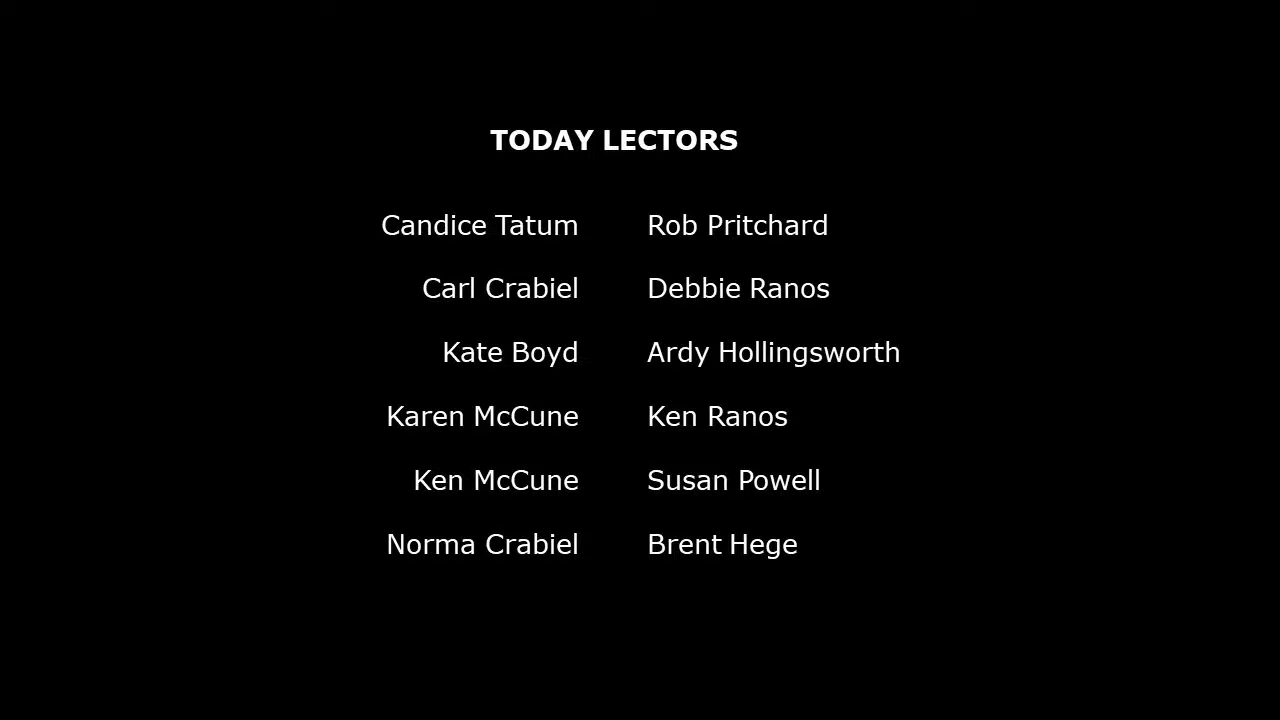 TODAY LECTORS
Candice Tatum Rob Pritchard
Carl Crabiel Debbie Ranos
Kate Boyd Ardy Hollingsworth
Karen McCune Ken Ranos
Ken McCune Susan Powell
Norma Crabiel Brent Hege